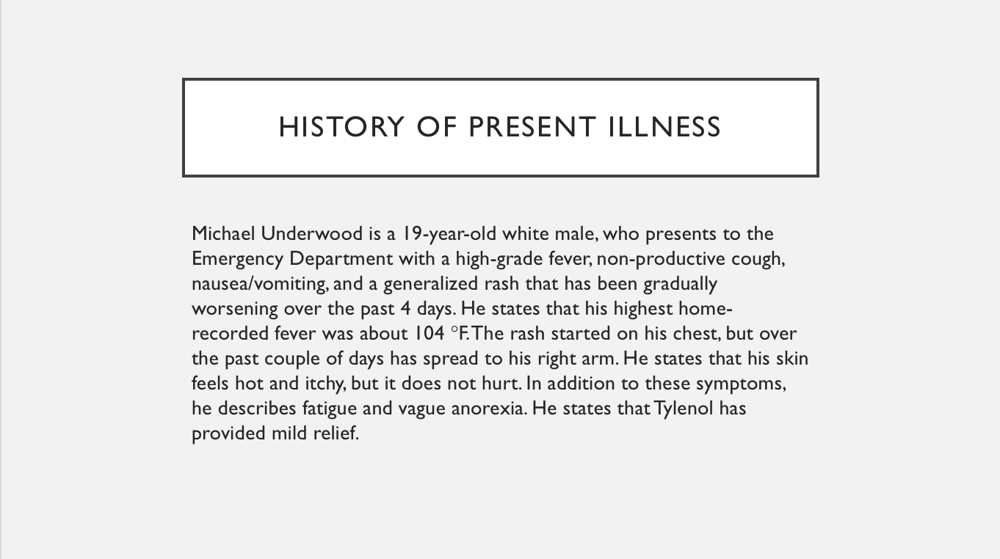 HISTORY OF PRESENT ILLNESS
Michael Underwood is a 19-year-old white male, who presents to the
Emergency Department with a high-grade fever, non-productive cough,
nausea/vomiting, and a generalized rash that has been gradually
worsening over the past 4 days. He states that his highest home-
recorded fever was about 104 °F. The rash started on his chest, but over
the past couple of days has spread to his right arm. He states that his skin
feels hot and itchy, but it does not hurt. In addition to these symptoms,
he describes fatigue and vague anorexia. He states that Tylenol has
provided mild relief.